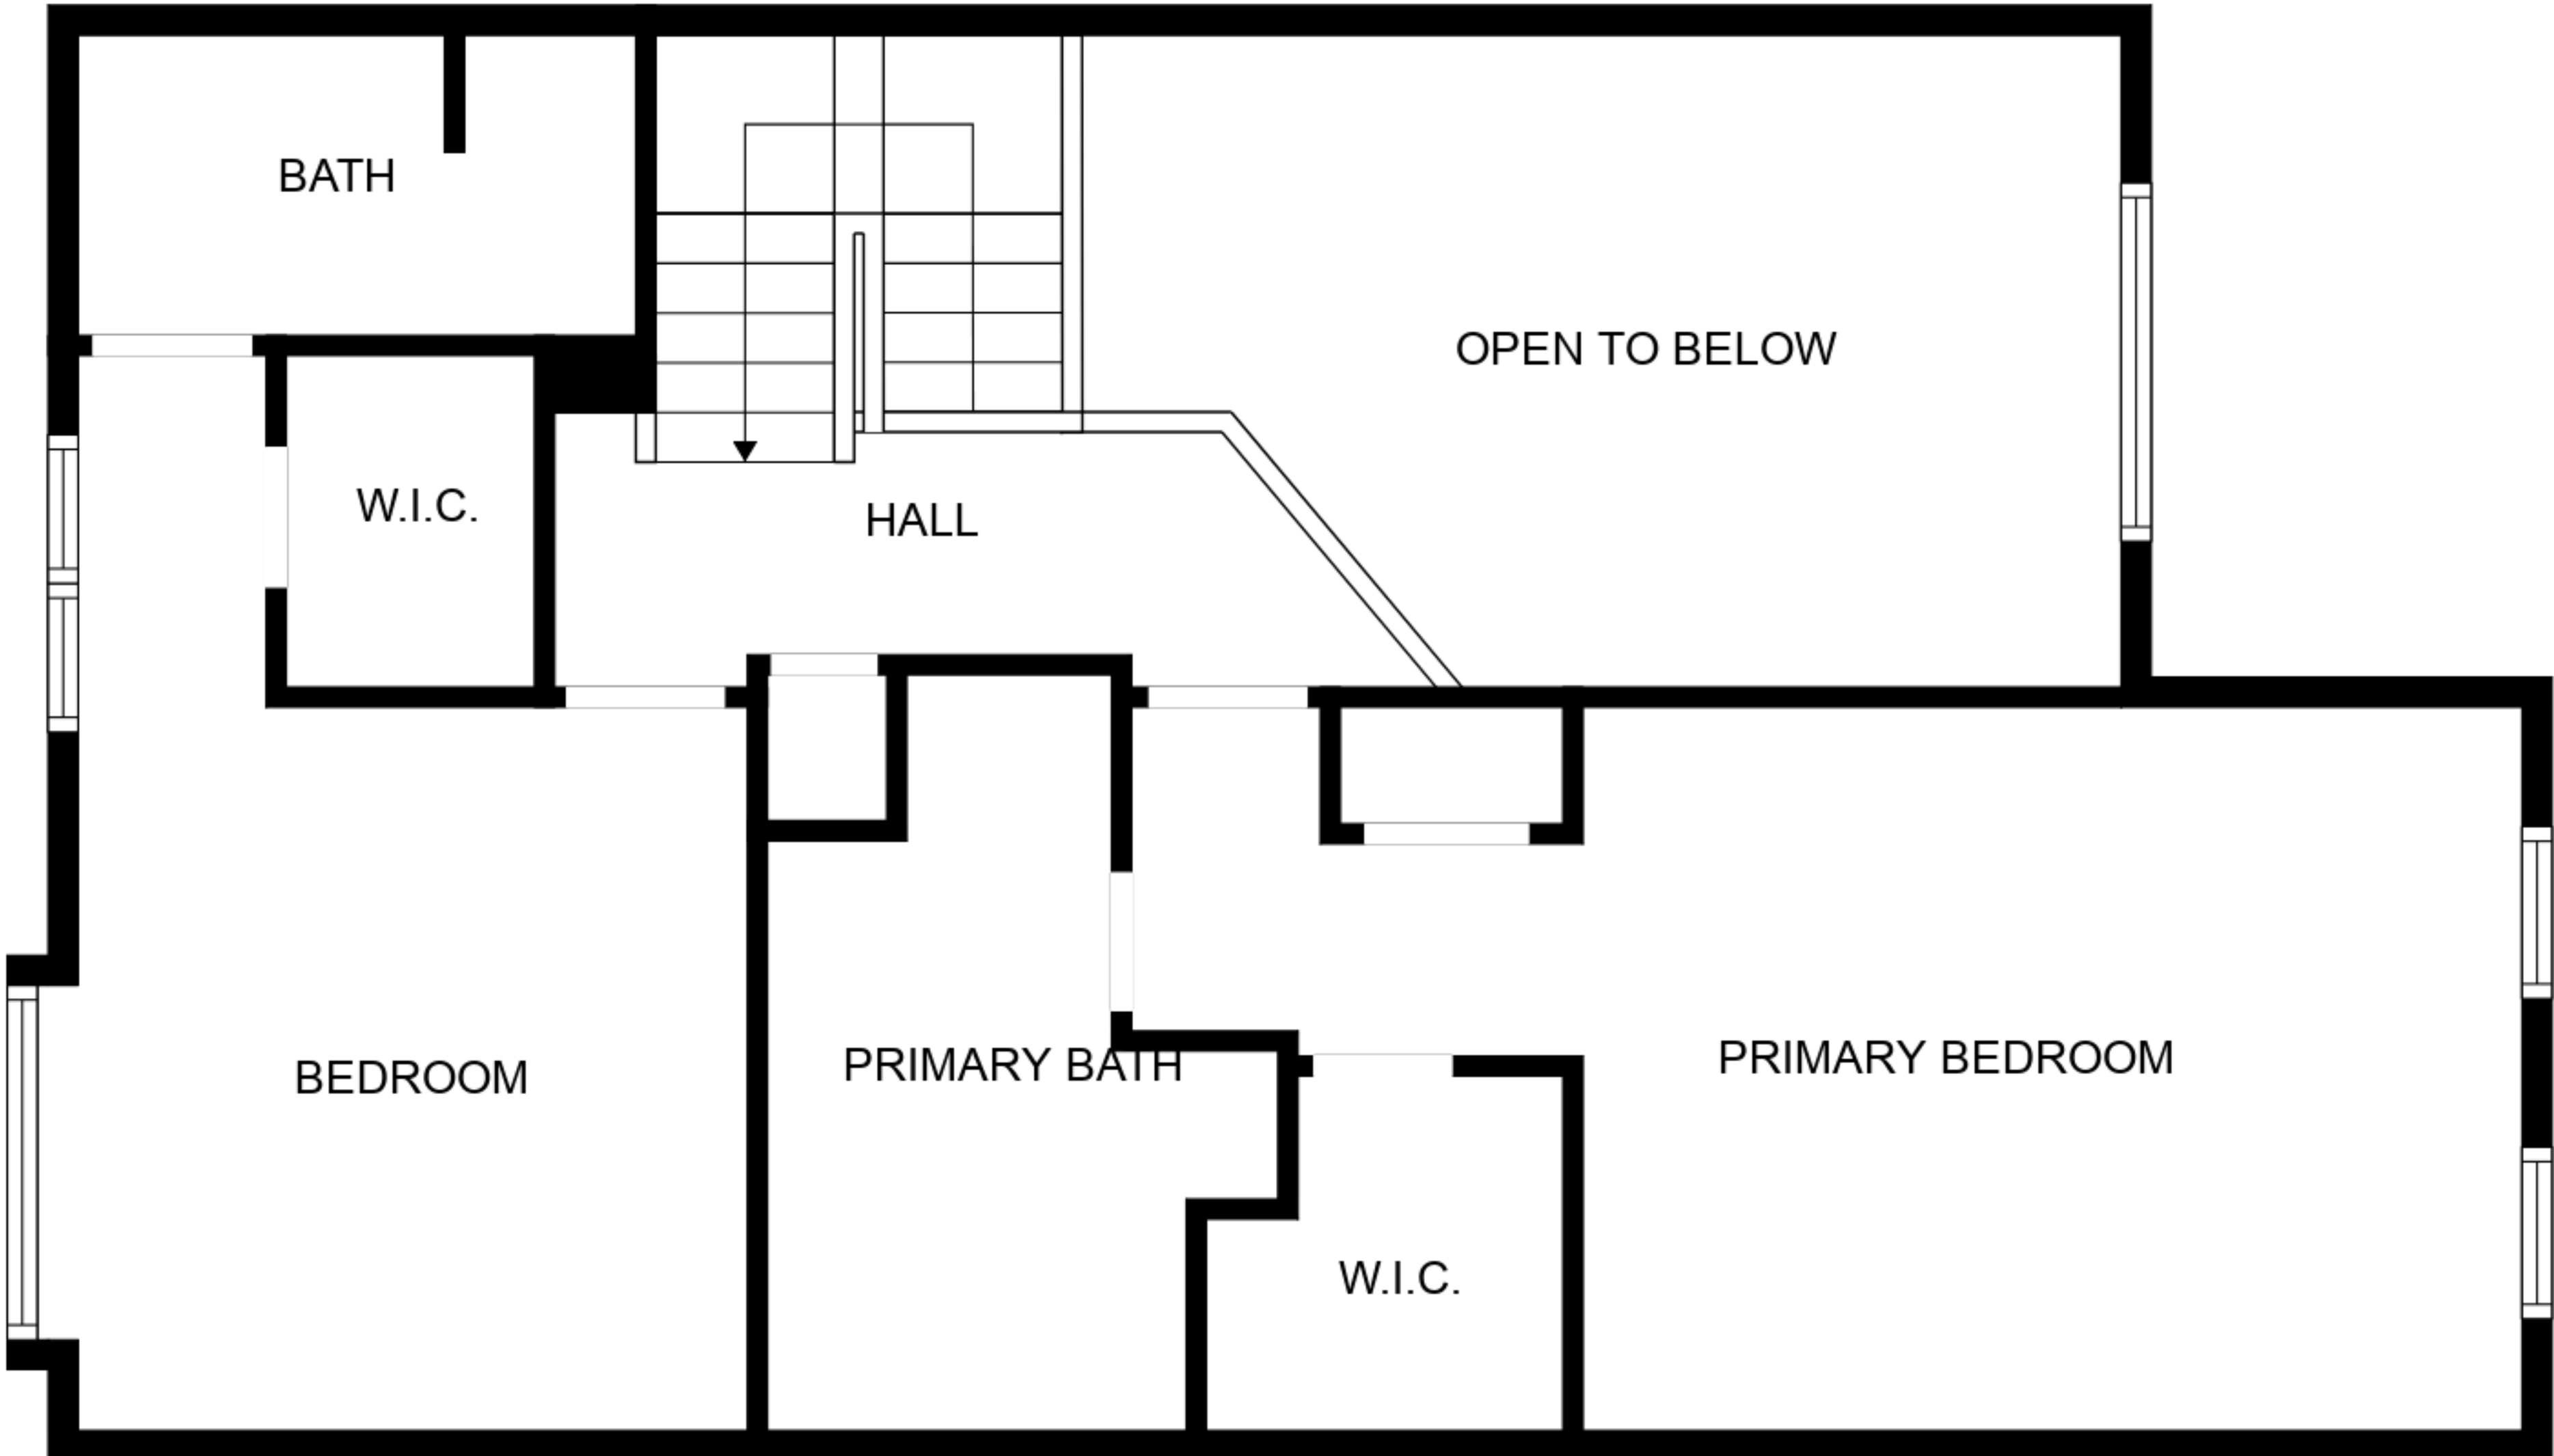 BATH
OPEN TO BELOW
W.I.C.
HALL
PRIMARY BEDROOM
PRIMARY BATH
BEDROOM
W.I.C.